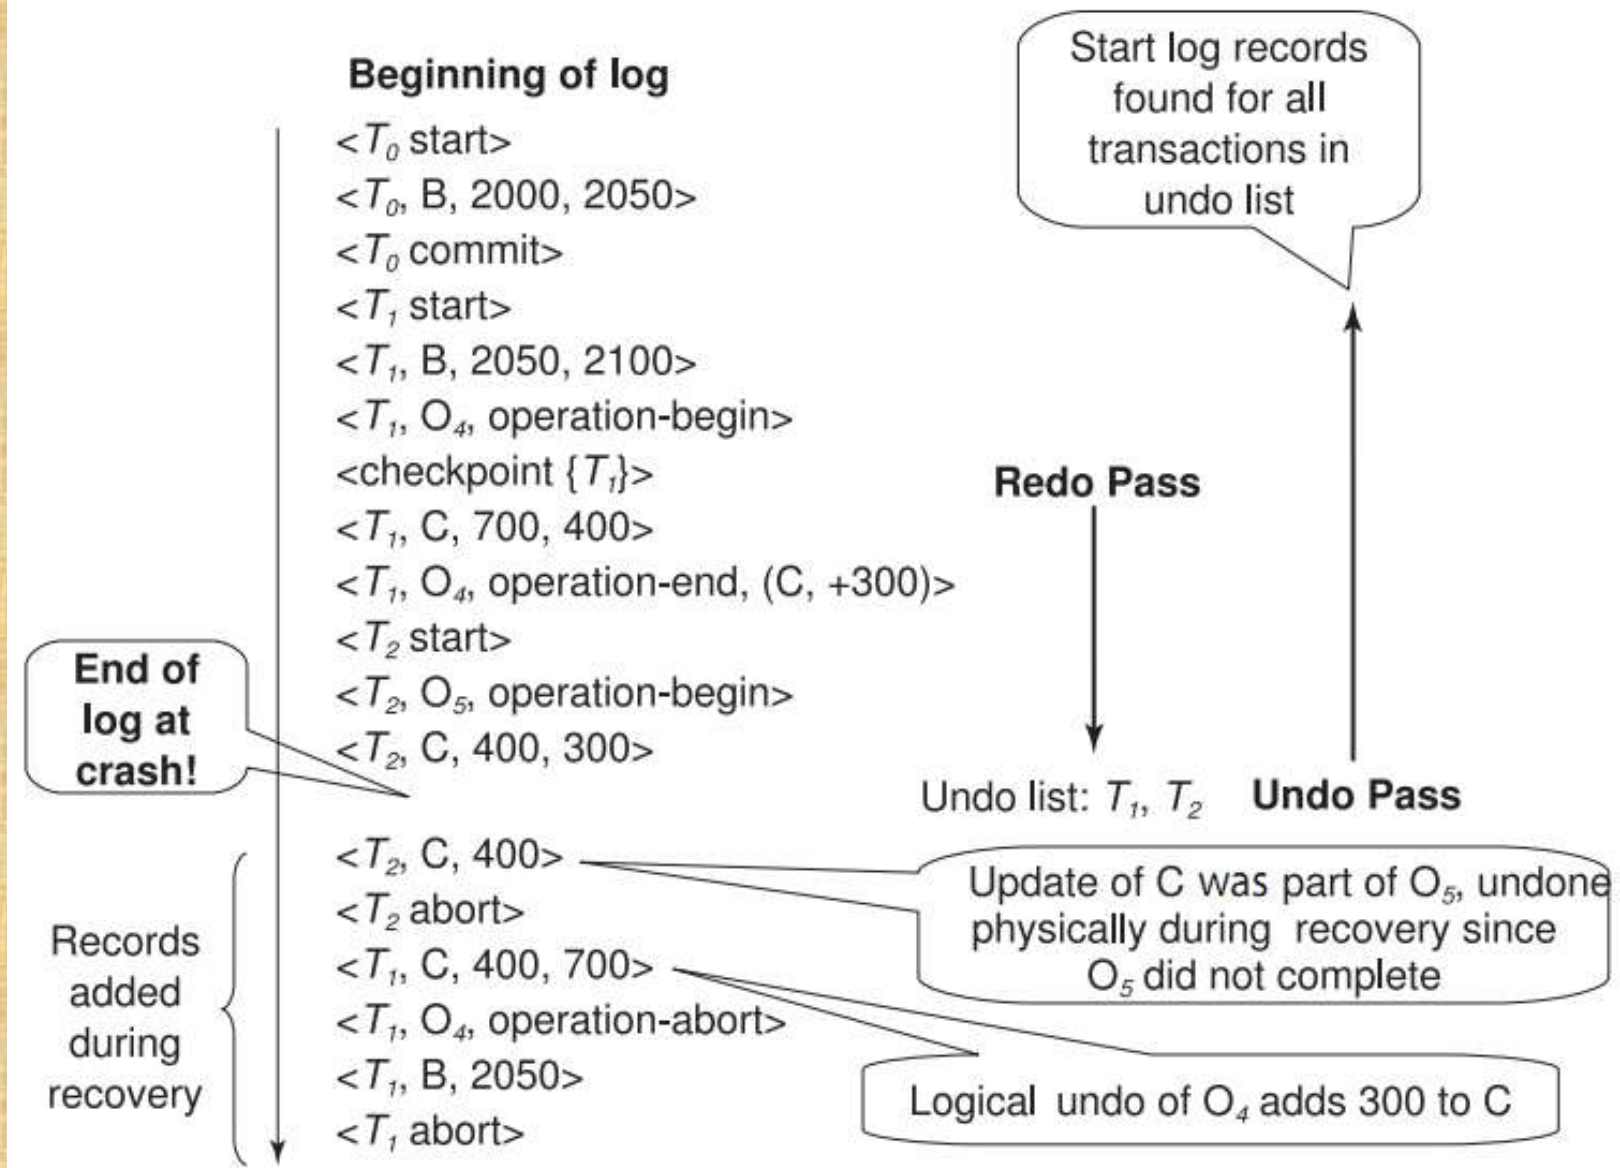 Beginning of log
<T₀ start>
<T₀, B, 2000, 2050>
<T₀ commit>
<T₁ start>
<T₁, B, 2050, 2100>
<T₁, O₄, operation-begin>
<checkpoint {T₁}>
<T₁, C, 700, 400>
<T₁, O₄, operation-end, (C, +300)>
<T₂ start>
<T₂, O₅, operation-begin>
<T₂, C, 400, 300>
End of
log at
crash!
Start log records
found for all
transactions in
undo list
Redo Pass
Undo list: T₁, T₂
Undo Pass
Records
added
during
recovery
<T₂, C, 400>
<T₂ abort>
<T₁, C, 400, 700>
<T₁, O₄, operation-abort>
<T₁, B, 2050>
<T₁ abort>
Update of C was part of O₅, undone
physically during recovery since
O₅ did not complete
Logical undo of O₄ adds 300 to C